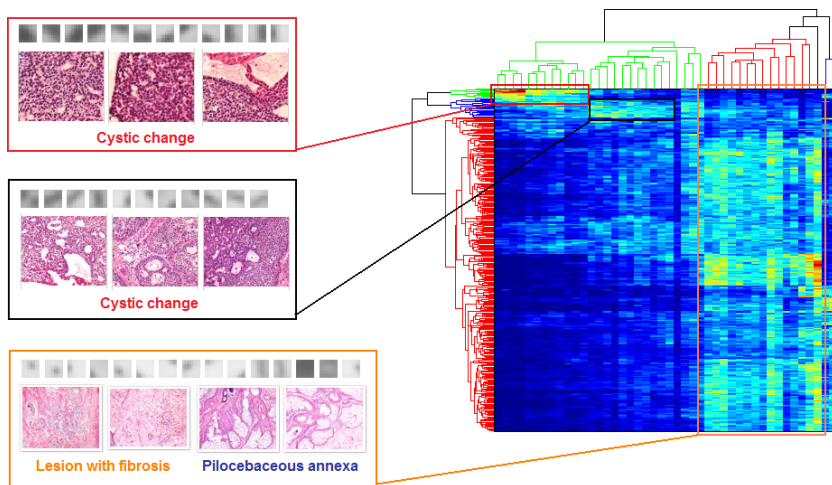 Cystic change
Cystic change
Lesion with fibrosis
Pilocebaceous annexa